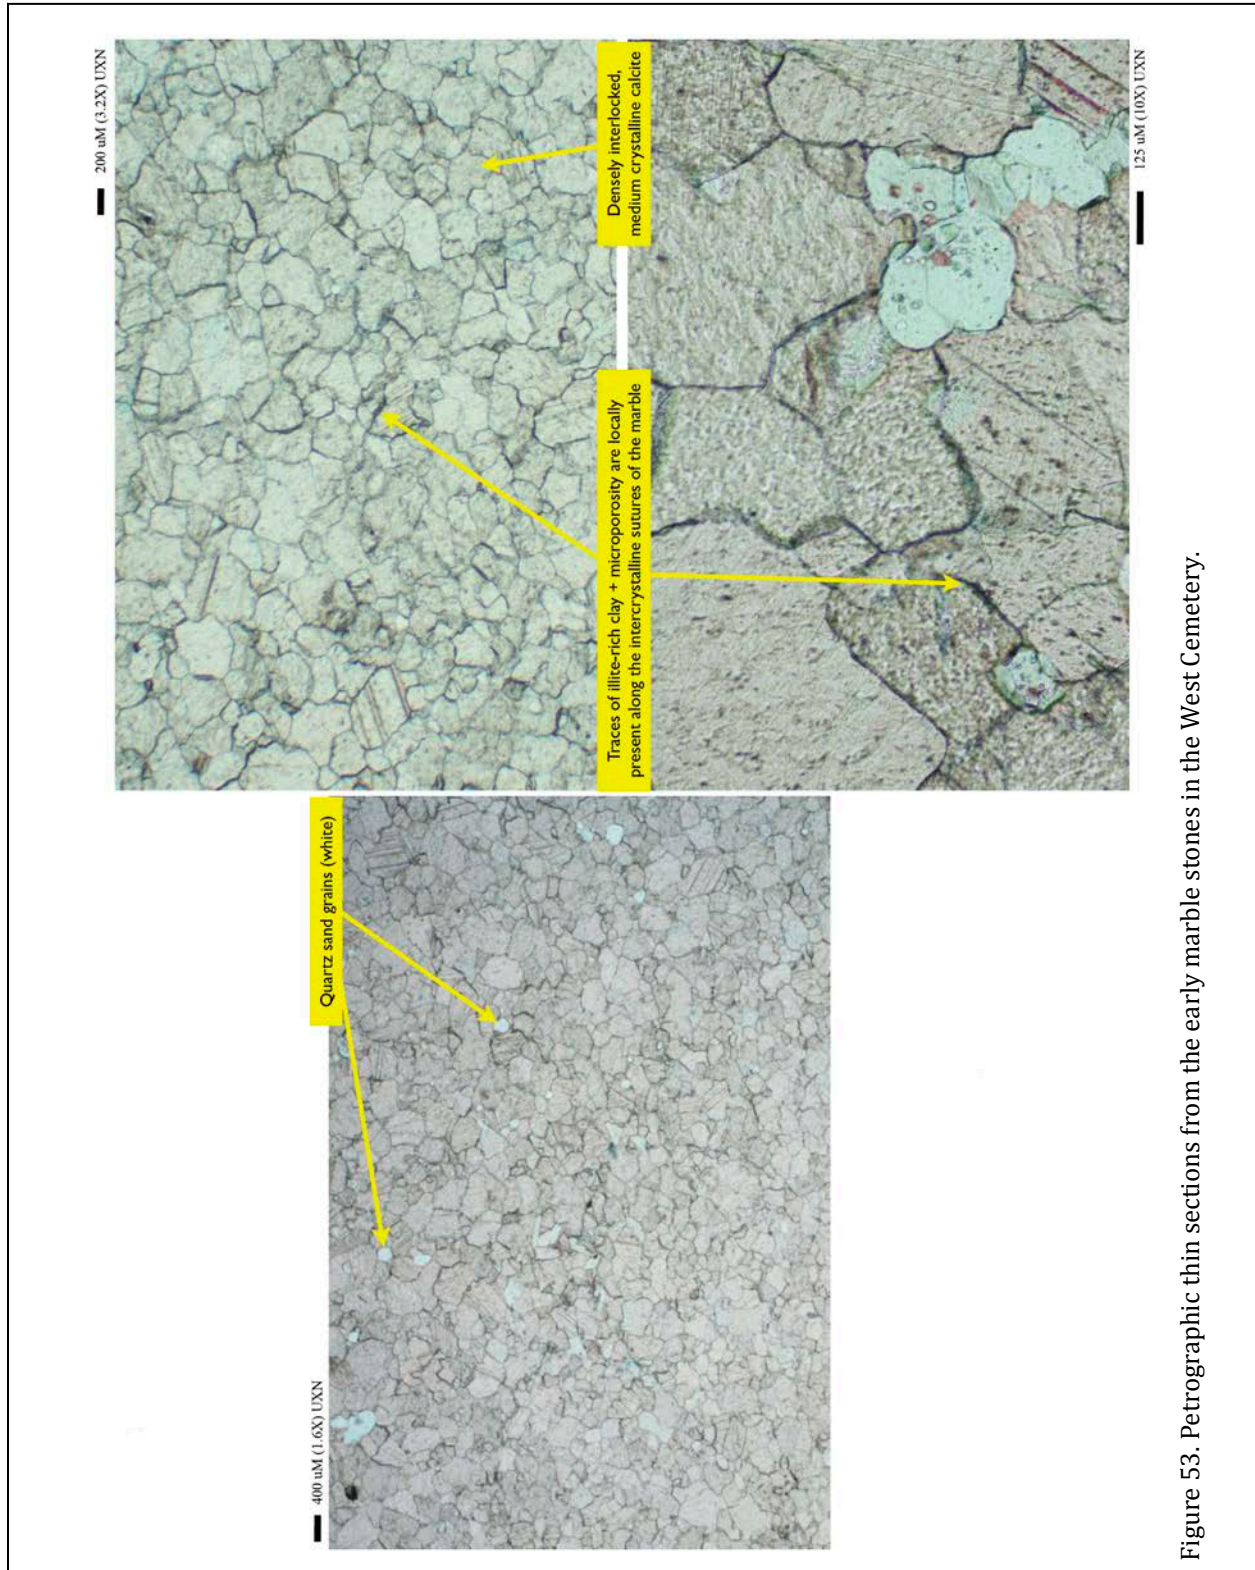 400 uM (1.6X) UXN
Quartz sand grains (white)
200 uM (3.2X) UXN
Densely interlocked,
medium crystalline calcite
Traces of illite-rich clay + microporosity are locally
present along the intercrystalline sutures of the marble
125 uM (10X) UXN
Figure 53. Petrographic thin sections from the early marble stones in the West Cemetery.